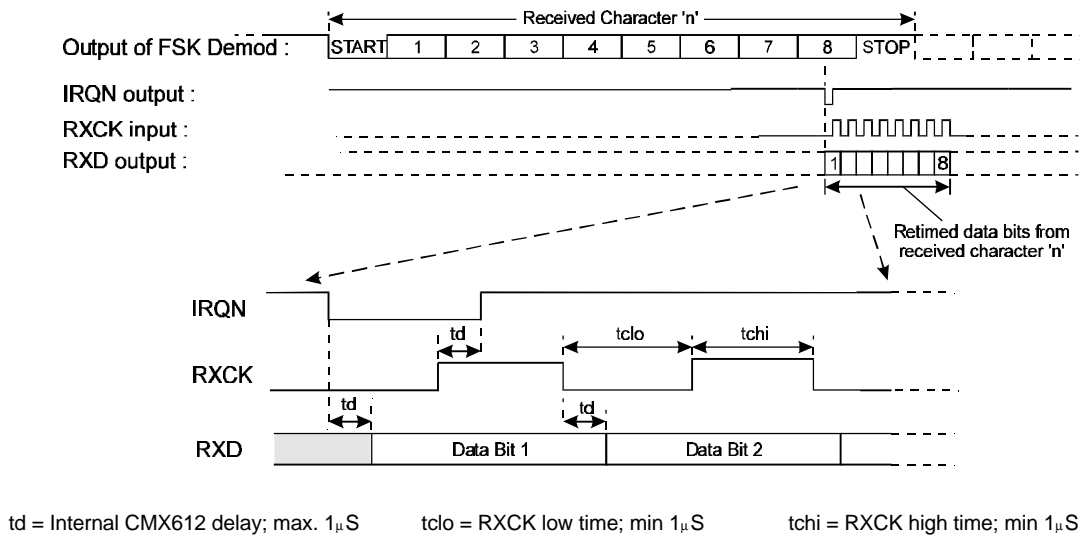 Received Character 'n'
Output of FSK Demod : START 1 2 3 4 5 6 7 8 STOP
IRQN output :
RXCK input :
RXD output : 1 8
Retimed data bits from
received character 'n'
IRQN
td tclo tchi
RXCK
td td
RXD Data Bit 1 Data Bit 2
td = Internal CMX612 delay; max. 1µS tclo = RXCK low time; min 1µS tchi = RXCK high time; min 1µS